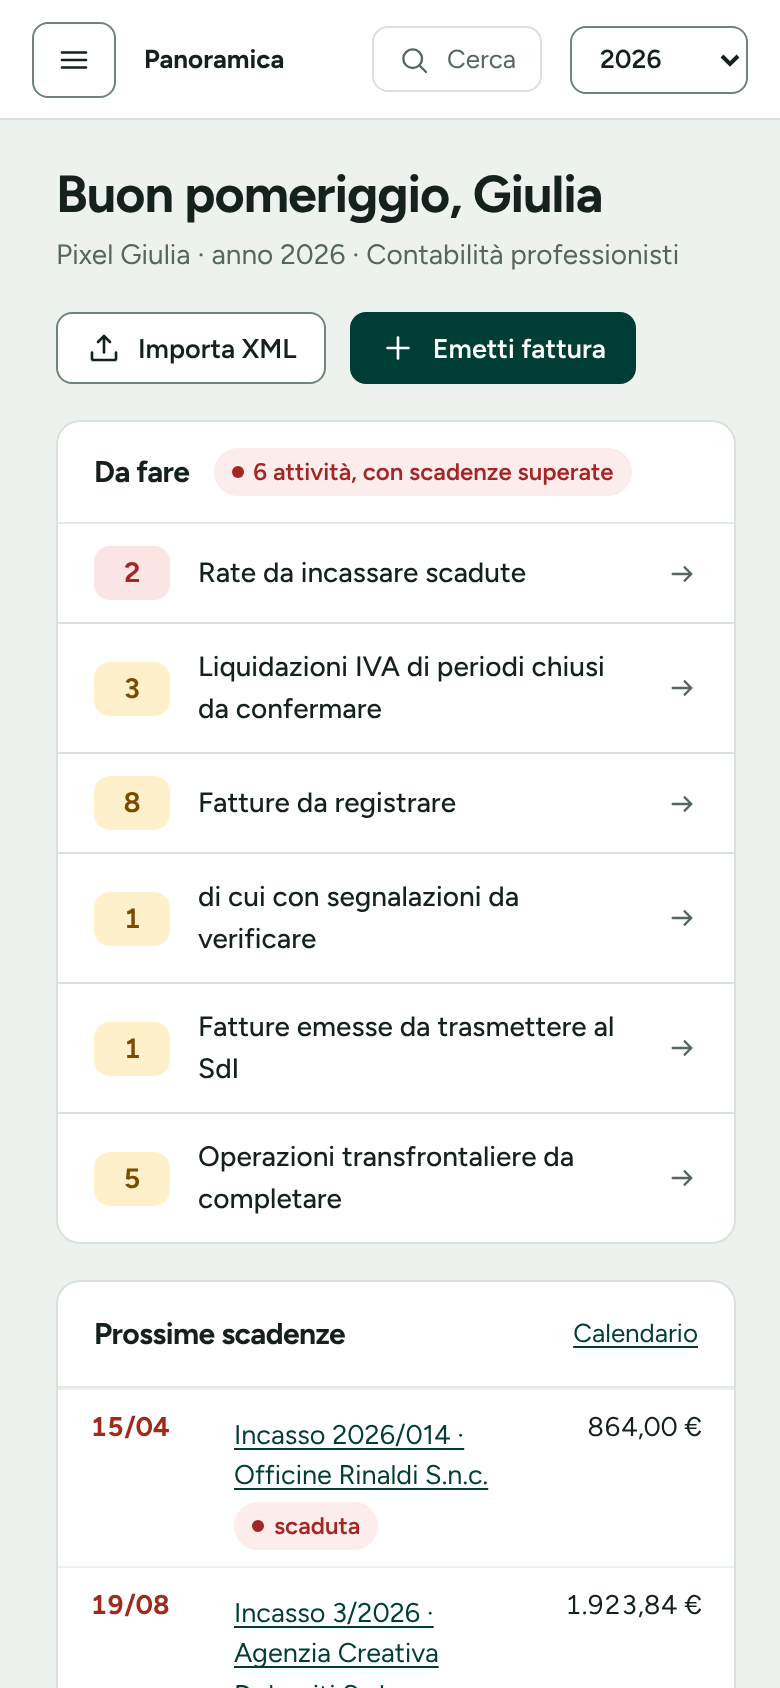 Panoramica
Cerca
2026
Buon pomeriggio, Giulia
Pixel Giulia · anno 2026 · Contabilità professionisti
Importa XML
Emetti fattura
Da fare
6 attività, con scadenze superate
2
Rate da incassare scadute
3
Liquidazioni IVA di periodi chiusi
da confermare
8
Fatture da registrare
1
di cui con segnalazioni da
verificare
1
Fatture emesse da trasmettere al
SdI
5
Operazioni transfrontaliere da
completare
Prossime scadenze
Calendario
15/04
Incasso 2026/014 ·
Officine Rinaldi S.n.c.
864,00 €
scaduta
19/08
Incasso 3/2026 ·
Agenzia Creativa
1.923,84 €